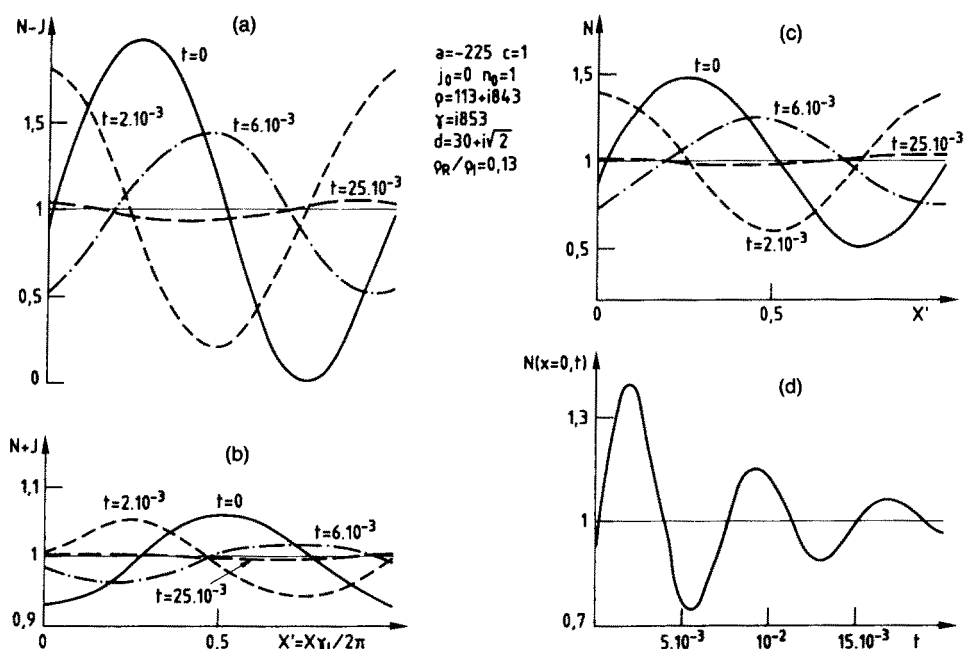 N-J
(a)
t=0
t=2.10⁻³
t=6.10⁻³
t=25.10⁻³
1,5
1
0,5
0
a=-225 c=1
j₀=0 n₀=1
ϱ=113+i843
γ=i853
d=30+i√2
ϱR/ϱI=0,13
N
(c)
t=0
t=6.10⁻³
t=25.10⁻³
t=2.10⁻³
1,5
1
0,5
0
0,5
X'
N+J
(b)
t=2.10⁻³
t=0
t=6.10⁻³
t=25.10⁻³
1,1
1
0,9
0
0,5
X'=XγI/2π
N(x=0,t)
(d)
1,3
1
0,7
5.10⁻³
10⁻²
15.10⁻³
t